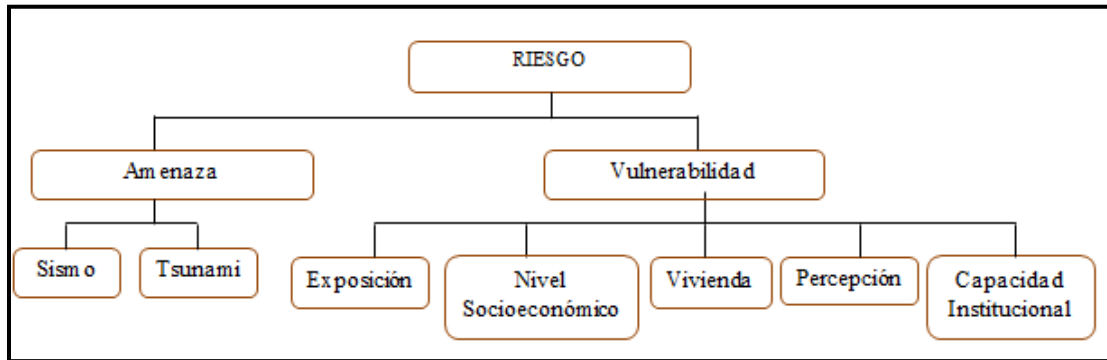 RIESGO
Amenaza
Vulnerabilidad
Sismo
Tsunami
Exposición
Nivel
Socioeconómico
Vivienda
Percepción
Capacidad
Institucional